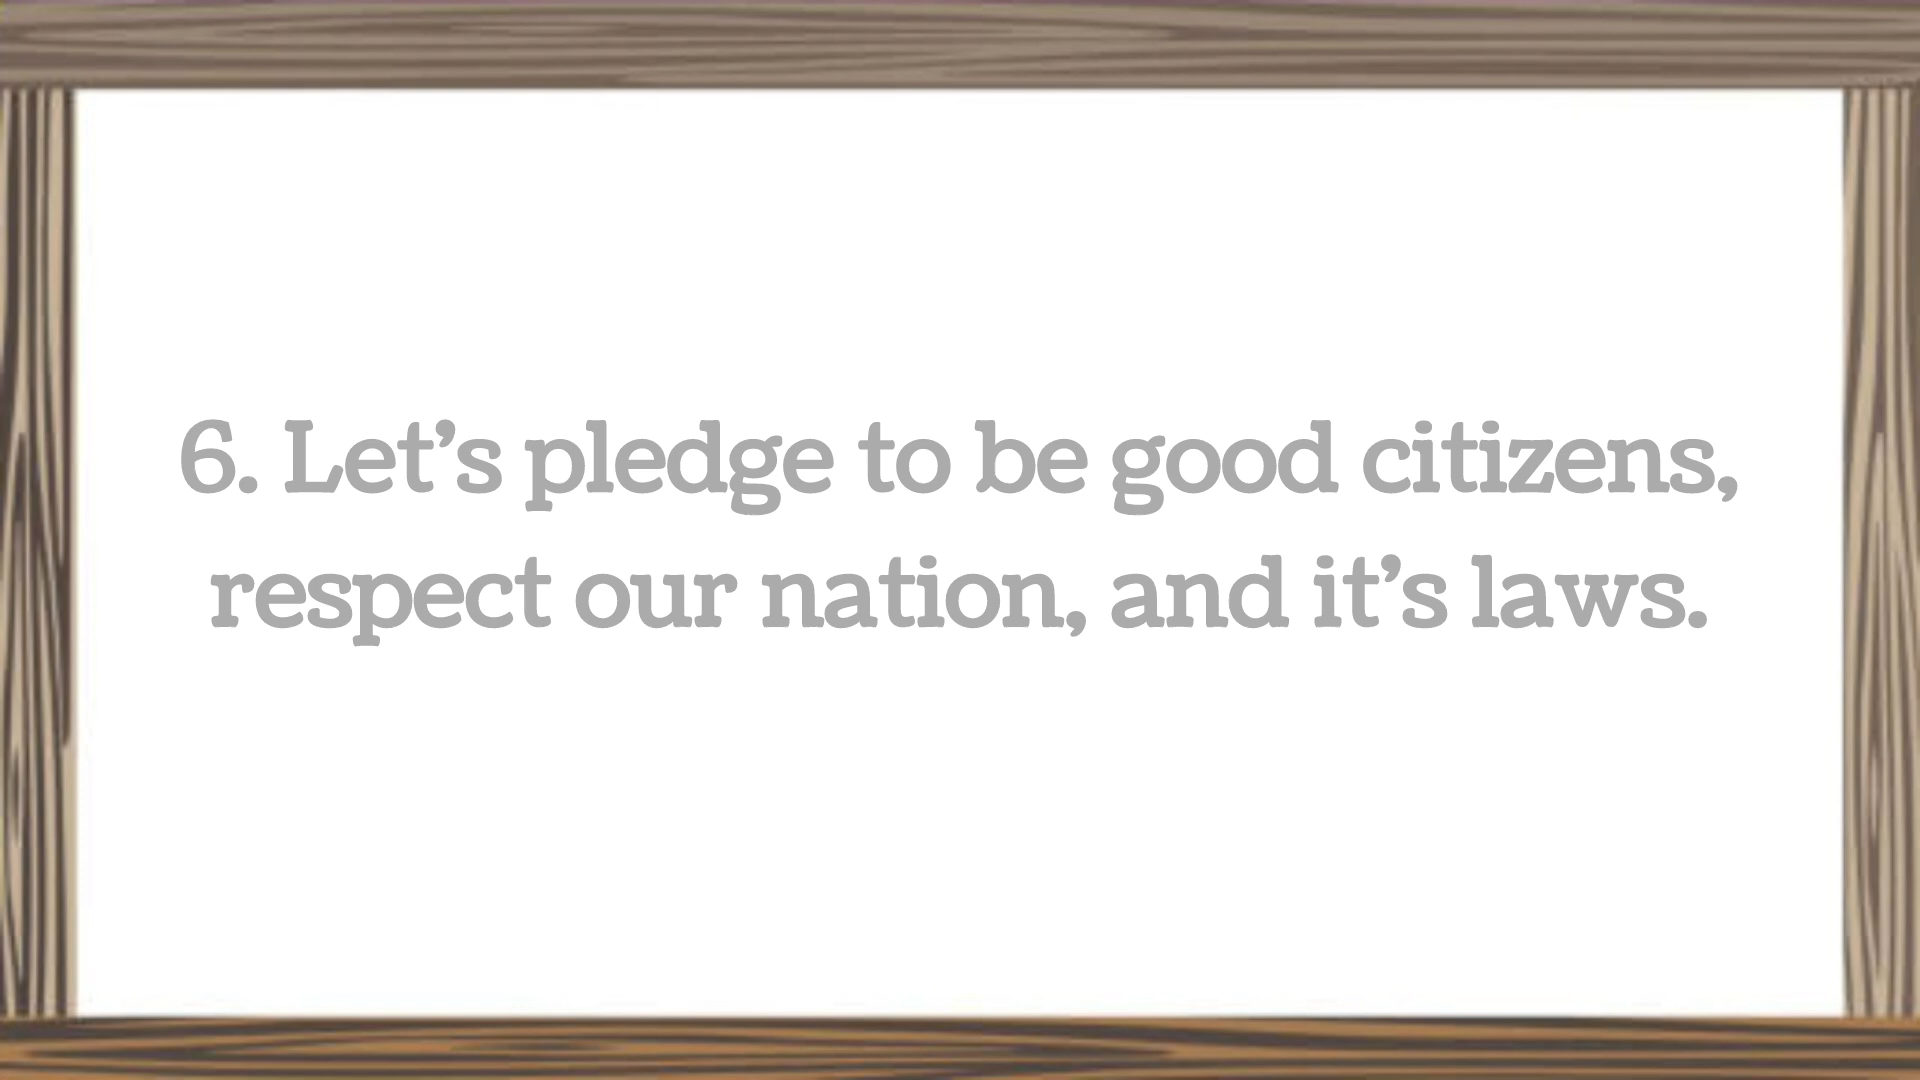 6. Let’s pledge to be good citizens,
respect our nation, and it’s laws.